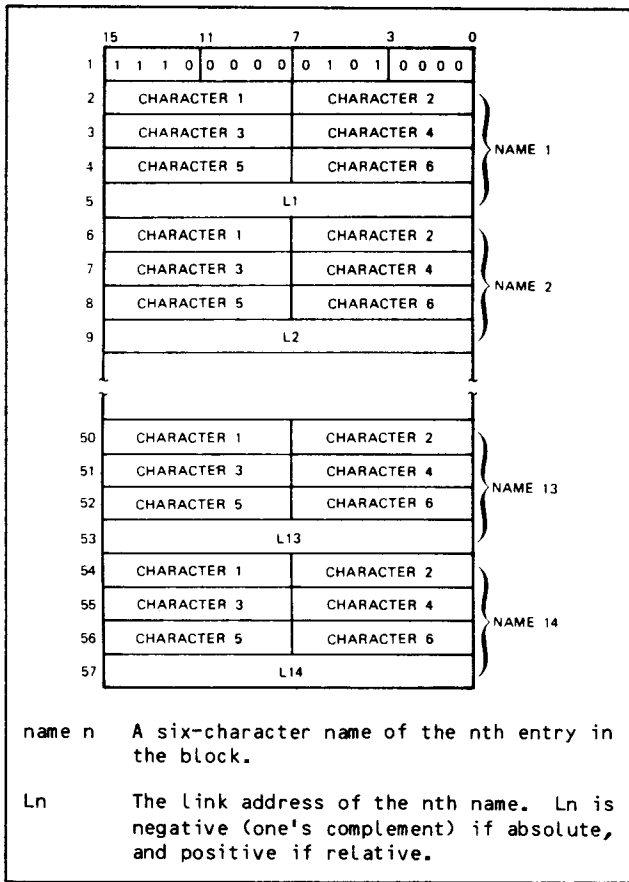 15 11 7 3 0
1 1 1 1 0 0 0 0 0 0 1 0 1 0 0 0 0
2 CHARACTER 1 CHARACTER 2
3 CHARACTER 3 CHARACTER 4
NAME 1
4 CHARACTER 5 CHARACTER 6
5 L1
6 CHARACTER 1 CHARACTER 2
7 CHARACTER 3 CHARACTER 4
NAME 2
8 CHARACTER 5 CHARACTER 6
9 L2
50 CHARACTER 1 CHARACTER 2
51 CHARACTER 3 CHARACTER 4
NAME 13
52 CHARACTER 5 CHARACTER 6
53 L13
54 CHARACTER 1 CHARACTER 2
55 CHARACTER 3 CHARACTER 4
NAME 14
56 CHARACTER 5 CHARACTER 6
57 L14
name n A six-character name of the nth entry in
the block.
Ln The link address of the nth name. Ln is
negative (one's complement) if absolute,
and positive if relative.